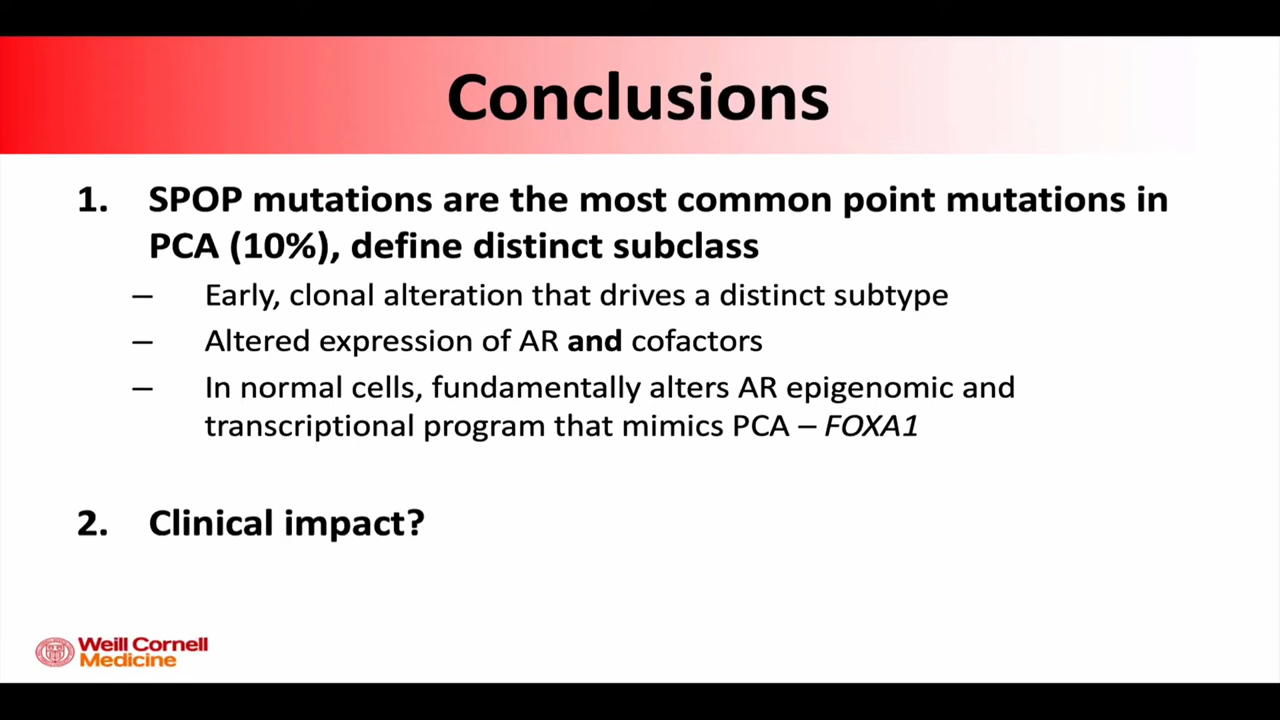 Conclusions
1. SPOP mutations are the most common point mutations in
PCA (10%), define distinct subclass
– Early, clonal alteration that drives a distinct subtype
– Altered expression of AR and cofactors
– In normal cells, fundamentally alters AR epigenomic and
transcriptional program that mimics PCA – FOXA1
2. Clinical impact?
Weill Cornell
Medicine